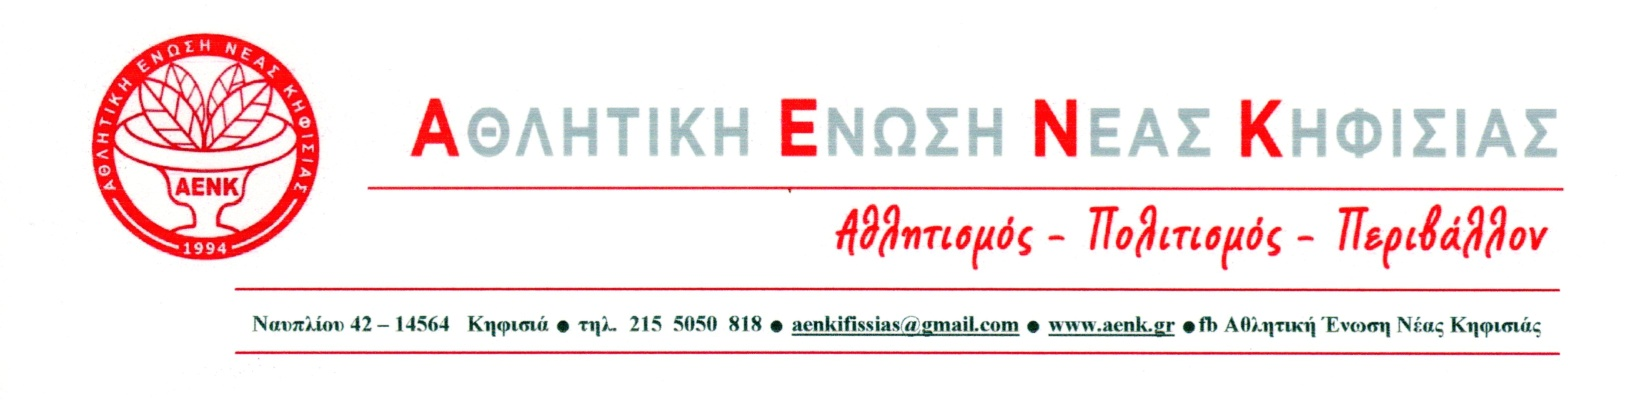 ΑΘΛΗΤΙΚΗ ΕΝΩΣΗ ΝΕΑΣ ΚΗΦΙΣΙΑΣ
ΑΕΝΚ
1994
ΑΘΛΗΤΙΚΗ ΕΝΩΣΗ ΝΕΑΣ ΚΗΦΙΣΙΑΣ
Αθλητισμός - Πολιτισμός - Περιβάλλον
Ναυπλίου 42 – 14564 Κηφισιά ● τηλ. 215 5050 818 ● aenkifissias@gmail.com ● www.aenk.gr ● fb Αθλητική Ένωση Νέας Κηφισιάς